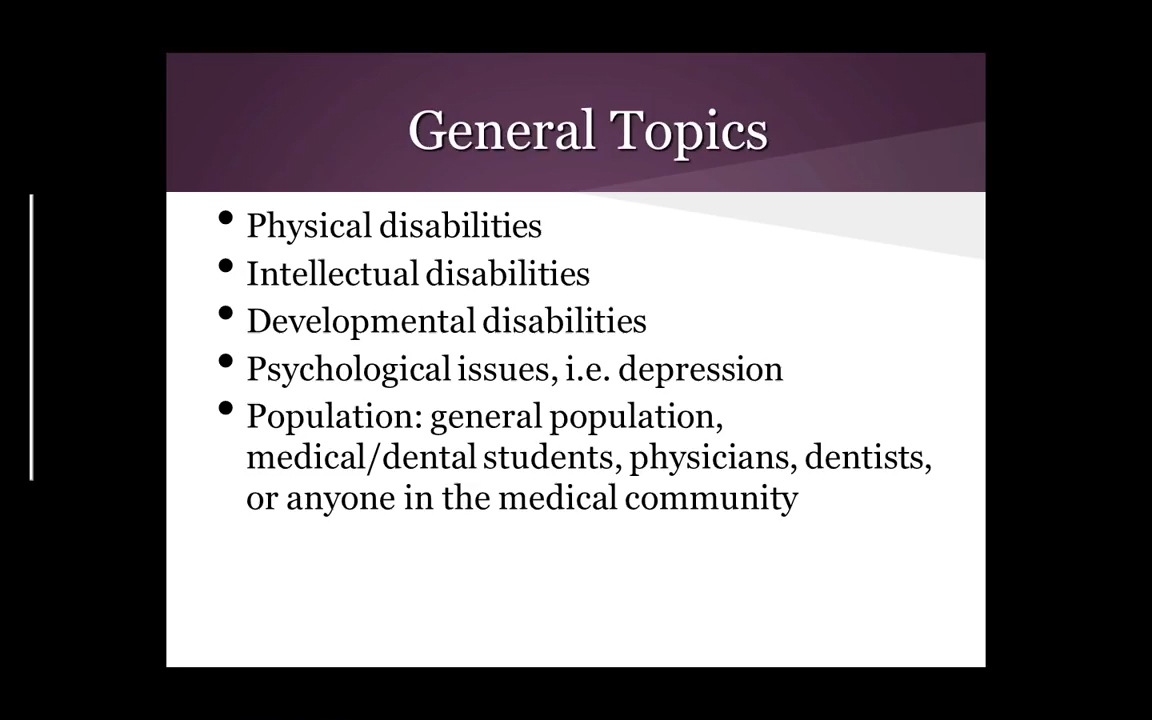 General Topics
• Physical disabilities
• Intellectual disabilities
• Developmental disabilities
• Psychological issues, i.e. depression
• Population: general population,
medical/dental students, physicians, dentists,
or anyone in the medical community